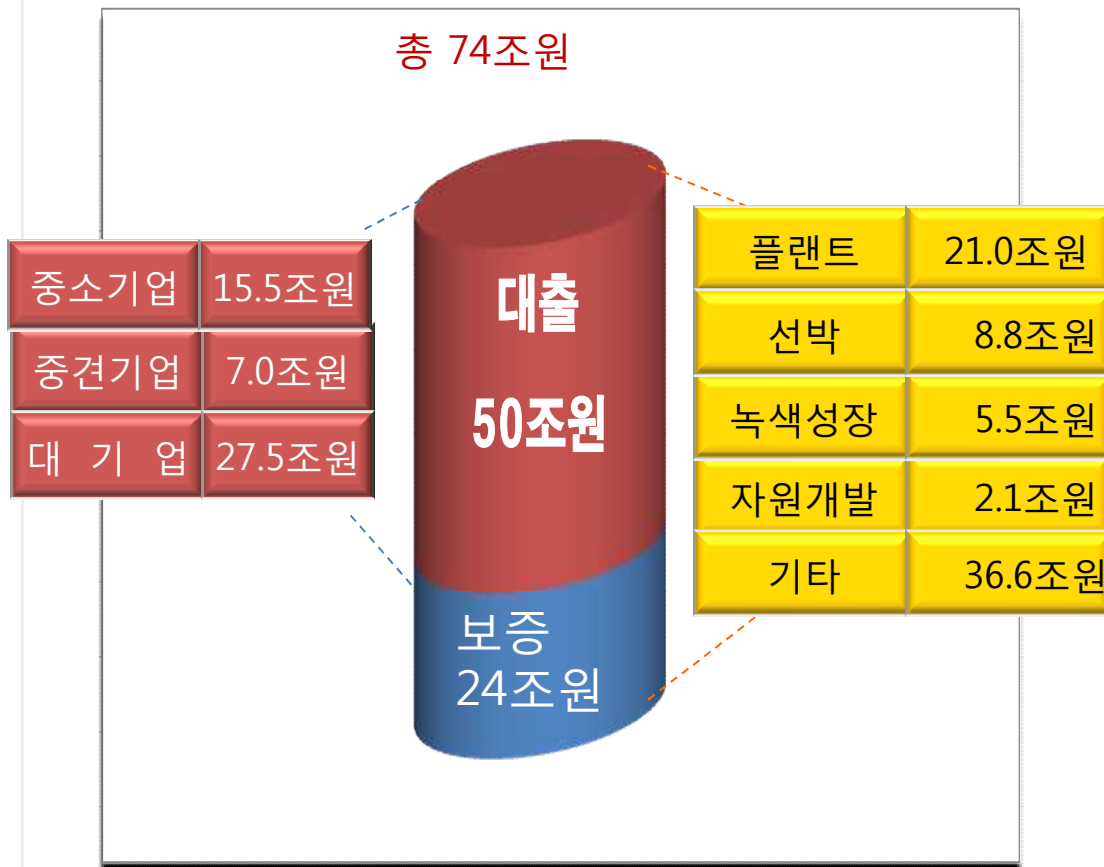 총 74조원
중소기업 15.5조원
중견기업 7.0조원
대 기 업 27.5조원
대출
50조원
보증
24조원
플랜트 21.0조원
선박 8.8조원
녹색성장 5.5조원
자원개발 2.1조원
기타 36.6조원